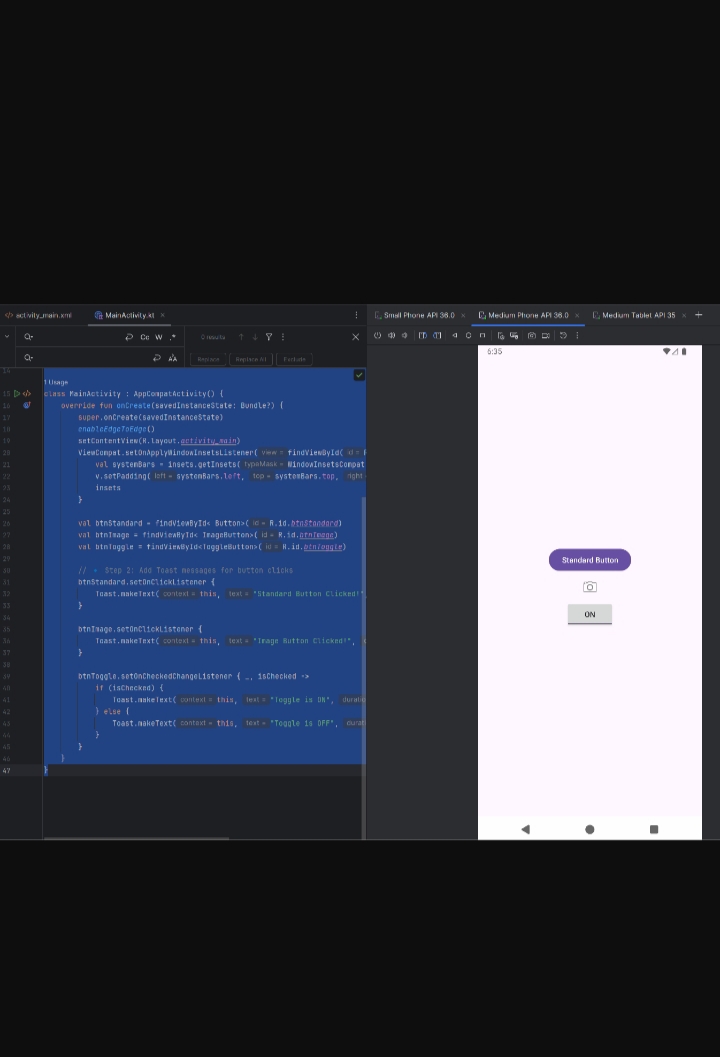 activity_main.xml
MainActivity.kt
Cc W .*
0 results
Replace
Replace All
Exclude
14
1 Usage
15 class MainActivity : AppCompatActivity() {
16 override fun onCreate(savedInstanceState: Bundle?) {
17 super.onCreate(savedInstanceState)
18 enableEdgeToEdge()
19 setContentView(R.layout.activity_main)
20 ViewCompat.setOnApplyWindowInsetsListener( view = findViewById( id =
21 val systemBars = insets.getInsets( typeMask = WindowInsetsCompat
22 v.setPadding( left = systemBars.left, top = systemBars.top, right
23 insets
24 }
25
26 val btnStandard = findViewById< Button>( id = R.id.btnStandard)
27 val btnImage = findViewById< ImageButton>( id = R.id.btnImage)
28 val btnToggle = findViewById<ToggleButton>( id = R.id.btnToggle)
30 // Step 2: Add Toast messages for button clicks
31 btnStandard.setOnClickListener {
32 Toast.makeText( context = this, text = "Standard Button Clicked!",
33 }
34
35 btnImage.setOnClickListener {
36 Toast.makeText( context = this, text = "Image Button Clicked!",
37 }
38
39 btnToggle.setOnCheckedChangeListener { _, isChecked ->
40 if (isChecked) {
41 Toast.makeText( context = this, text = "Toggle is ON", durati
42 } else {
43 Toast.makeText( context = this, text = "Toggle is OFF", durat
44 }
45 }
46 }
47 }
Small Phone API 36.0
Medium Phone API 36.0
Medium Tablet API 35
6:35
Standard Button
ON